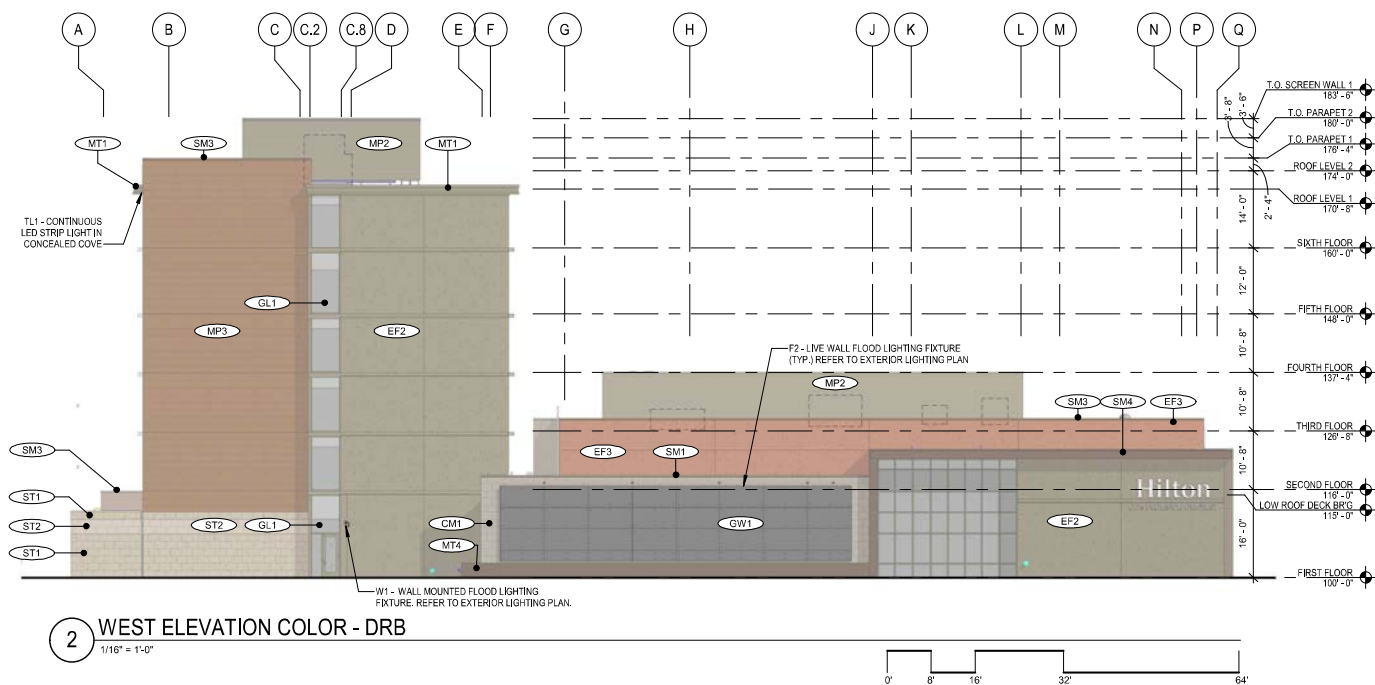 A B C C.2 C.8 D E F G H J K L M N P Q
T.O. SCREEN WALL 1
183' - 6"
3' - 6"
3' - 8"
T.O. PARAPET 2
180' - 0"
T.O. PARAPET 1
176' - 4"
MT1
SM3
MP2
MT1
ROOF LEVEL 2
174' - 0"
2' - 4"
14' - 0"
ROOF LEVEL 1
170' - 8"
TL1 - CONTINUOUS
LED STRIP LIGHT IN
CONCEALED COVE
SIXTH FLOOR
160' - 0"
12' - 0"
GL1
FIFTH FLOOR
148' - 0"
MP3
EF2
10' - 8"
F2 - LIVE WALL FLOOD LIGHTING FIXTURE
(TYP.) REFER TO EXTERIOR LIGHTING PLAN
FOURTH FLOOR
137' - 4"
MP2
10' - 8"
SM3
SM4
EF3
THIRD FLOOR
126' - 8"
SM3
EF3
SM1
10' - 8"
Hilton
SECOND FLOOR
116' - 0"
LOW ROOF DECK BR'G
115' - 0"
ST1
ST2
ST2
GL1
CM1
GW1
EF2
16' - 0"
ST1
MT4
FIRST FLOOR
100' - 0"
W1 - WALL MOUNTED FLOOD LIGHTING
FIXTURE. REFER TO EXTERIOR LIGHTING PLAN.
2
WEST ELEVATION COLOR - DRB
1/16" = 1'-0"
0' 8' 16' 32' 64'